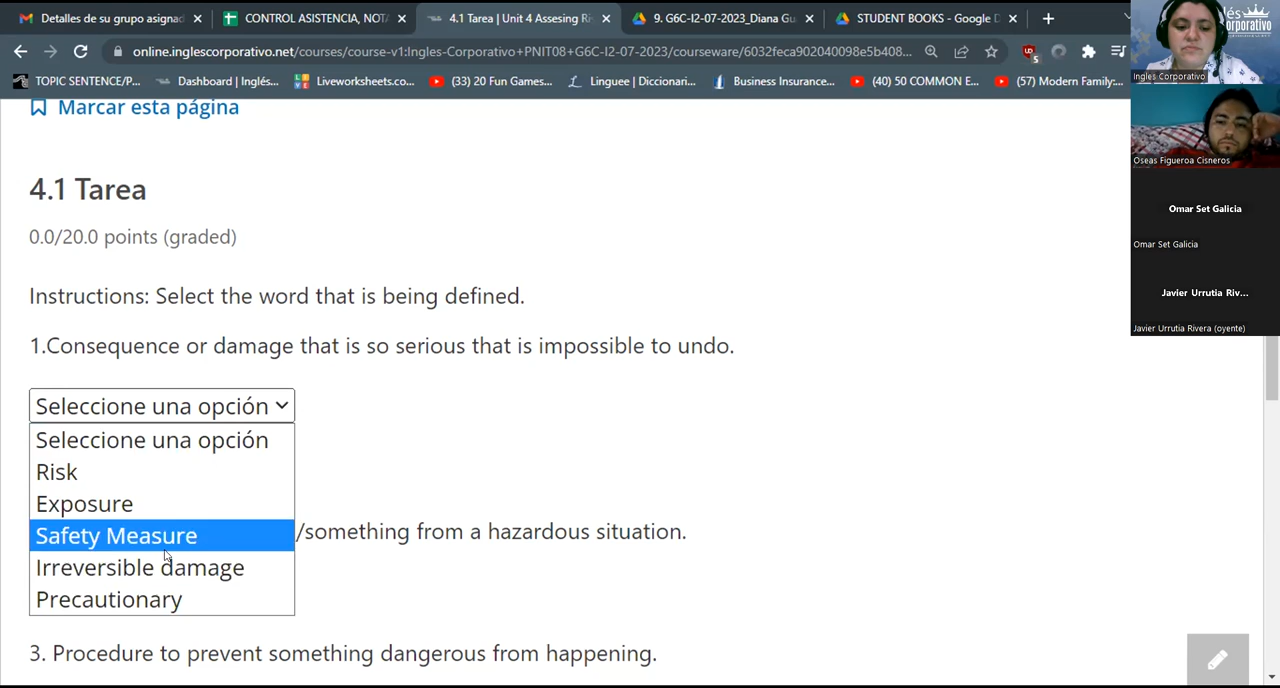 Detalles de su grupo asignad
CONTROL ASISTENCIA, NOTA
4.1 Tarea | Unit 4 Assesing Ri
9. G6C-I2-07-2023_Diana Gu
STUDENT BOOKS - Google D
online.inglescorporativo.net/courses/course-v1:Ingles-Corporativo+PNIT08+G6C-I2-07-2023/courseware/6032feca902040098e5b408...
5
TOPIC SENTENCE/P...
Dashboard | Inglés...
Liveworksheets.co...
(33) 20 Fun Games...
Linguee | Diccionari...
Business Insurance...
(40) 50 COMMON E...
(57) Modern Family:...
Marcar esta página
4.1 Tarea
0.0/20.0 points (graded)
Instructions: Select the word that is being defined.
1.Consequence or damage that is so serious that is impossible to undo.
Seleccione una opción
Seleccione una opción
Risk
Exposure
Safety Measure
/something from a hazardous situation.
Irreversible damage
Precautionary
3. Procedure to prevent something dangerous from happening.
lés
orporativo
Ingles Corporativo
Oseas Figueroa Cisneros
Omar Set Galicia
Omar Set Galicia
Javier Urrutia Riv...
Javier Urrutia Rivera (oyente)